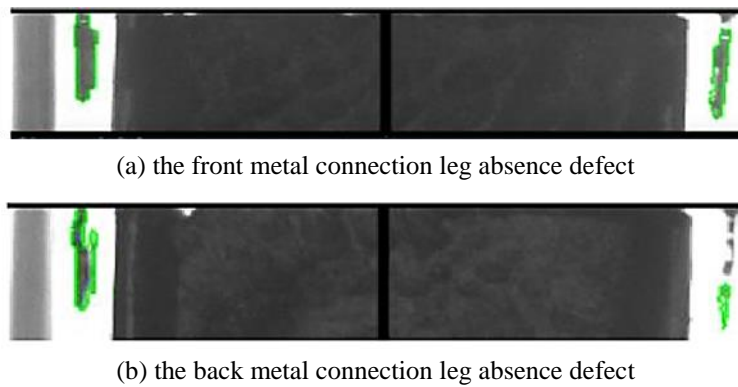 (a) the front metal connection leg absence defect
(b) the back metal connection leg absence defect